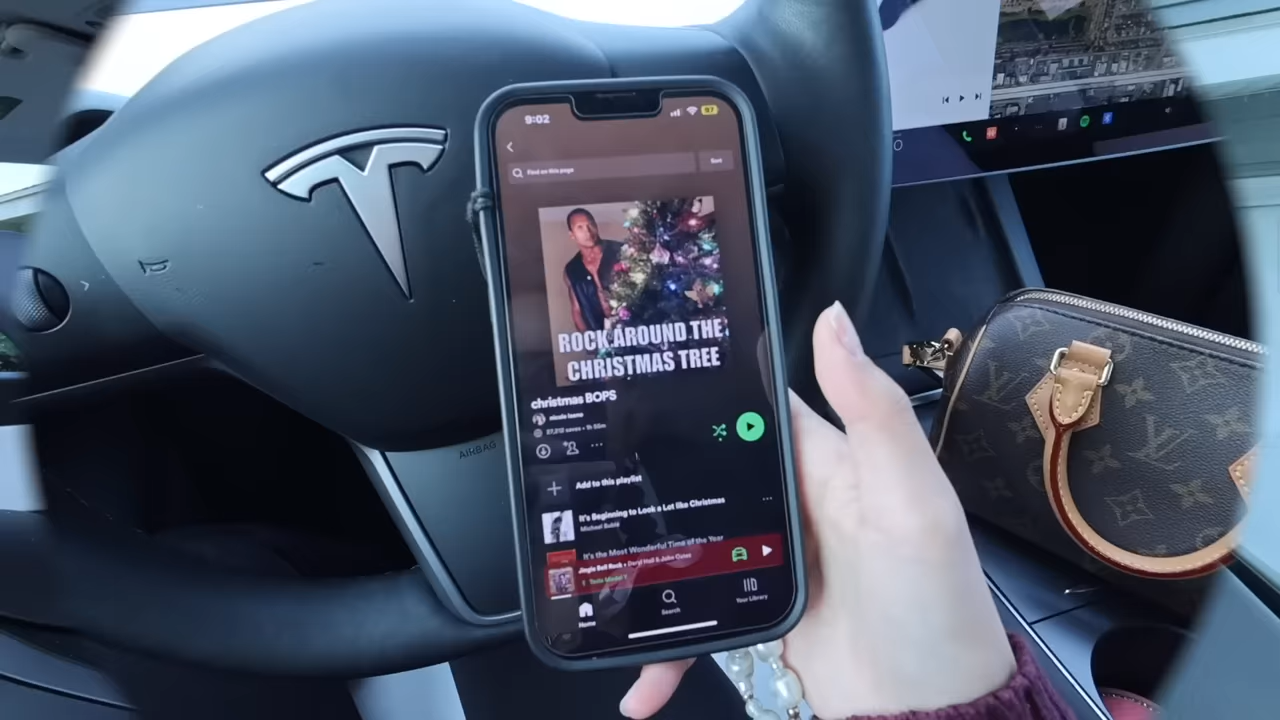 9:02
97
Find on this page
Sort
ROCK AROUND THE
CHRISTMAS TREE
christmas BOPS
AIRBAG
Add to this playlist
It's Beginning to Look a Lot like Christmas
Michael Bublé
It's the Most Wonderful Time of the Year
Jingle Bell Rock • Daryl Hall & John Oates
Home
Search
Your Library